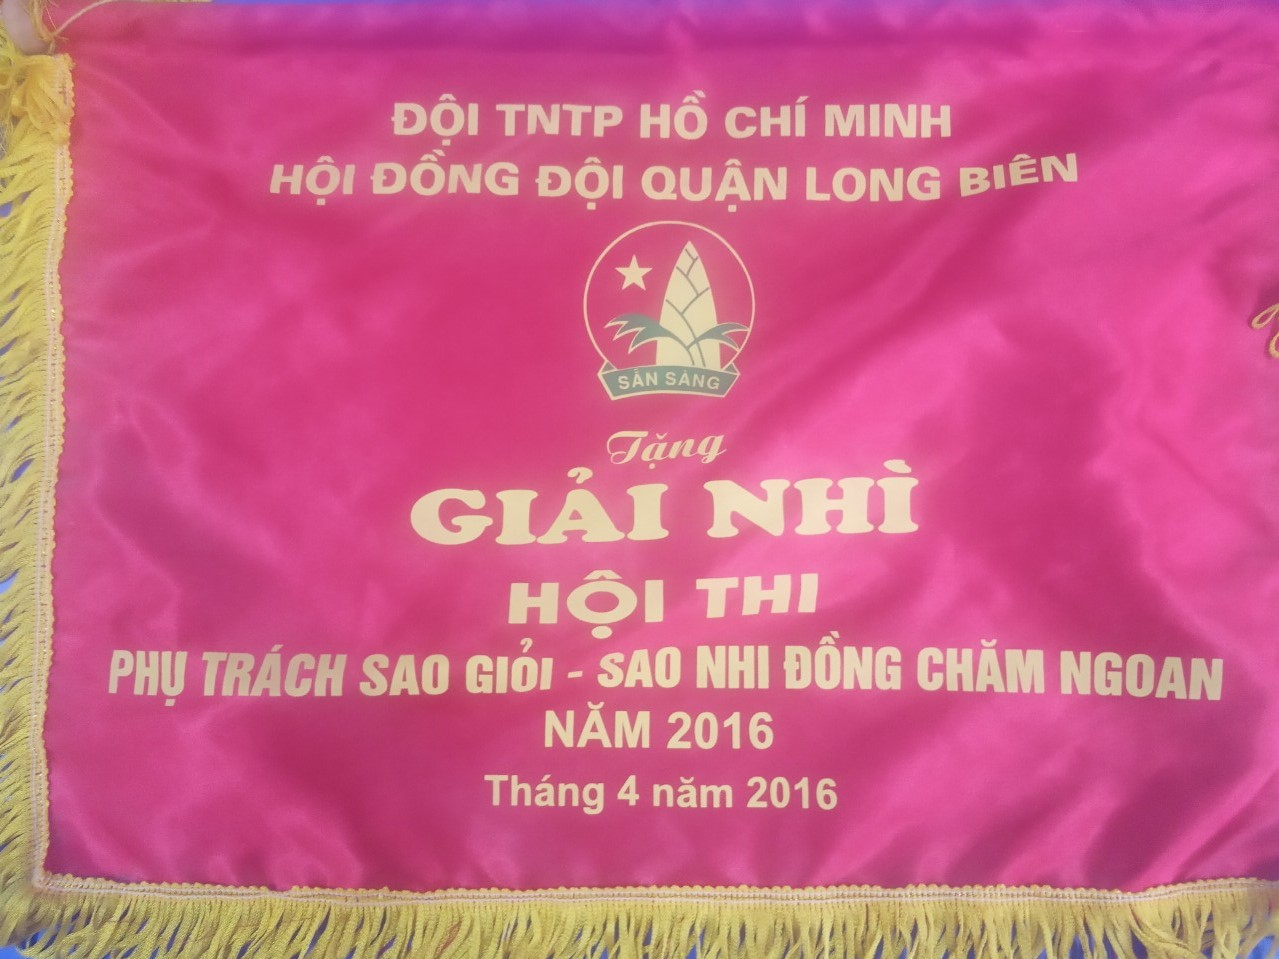 ĐỘI TNTP HỒ CHÍ MINH
HỘI ĐỒNG ĐỘI QUẬN LONG BIÊN
SẴN SÀNG
Tặng
GIẢI NHÌ
HỘI THI
PHỤ TRÁCH SAO GIỎI - SAO NHI ĐỒNG CHĂM NGOAN
NĂM 2016
Tháng 4 năm 2016